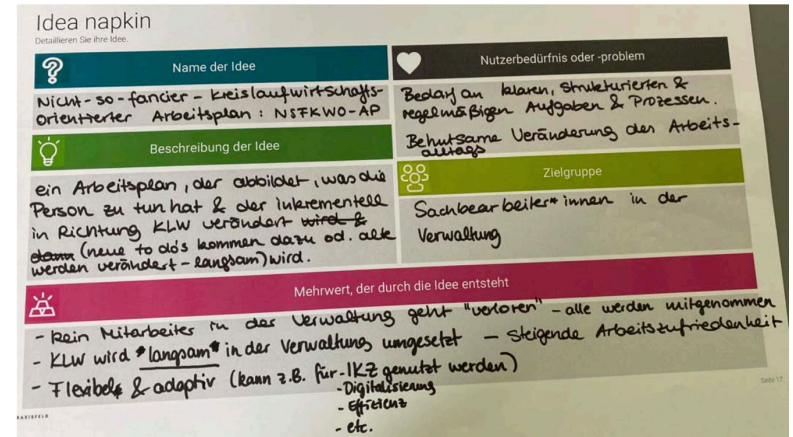 Idea napkin
Detaillieren Sie ihre Idee.
Name der Idee
Nicht-so-fancier-kreislaufwirtschafts-
orientierter Arbeitsplan: NSFKWO-AP
Beschreibung der Idee
ein Arbeitsplan, der abbildet, was die
Person zu tun hat & der inkrementell
in Richtung KLW verändert wird &
dann (neue to do's kommen dazu od. alte
werden verändert - langsam) wird.
Nutzerbedürfnis oder -problem
Bedarf an klaren, strukturierten &
regelmäßigen Aufgaben & Prozessen.
Behutsame Veränderung des Arbeits-
alltags
Zielgruppe
Sachbearbeiter*innen in der
Verwaltung
Mehrwert, der durch die Idee entsteht
- kein Mitarbeiter in der Verwaltung geht "verloren" - alle werden mitgenommen
- KLW wird *langsam* in der Verwaltung umgesetzt - steigende Arbeitszufriedenheit
- Flexibel & adaptiv (kann z.B. für -IKZ genutzt werden)
- Digitalisierung
- Effizienz
- etc.
Seite 17